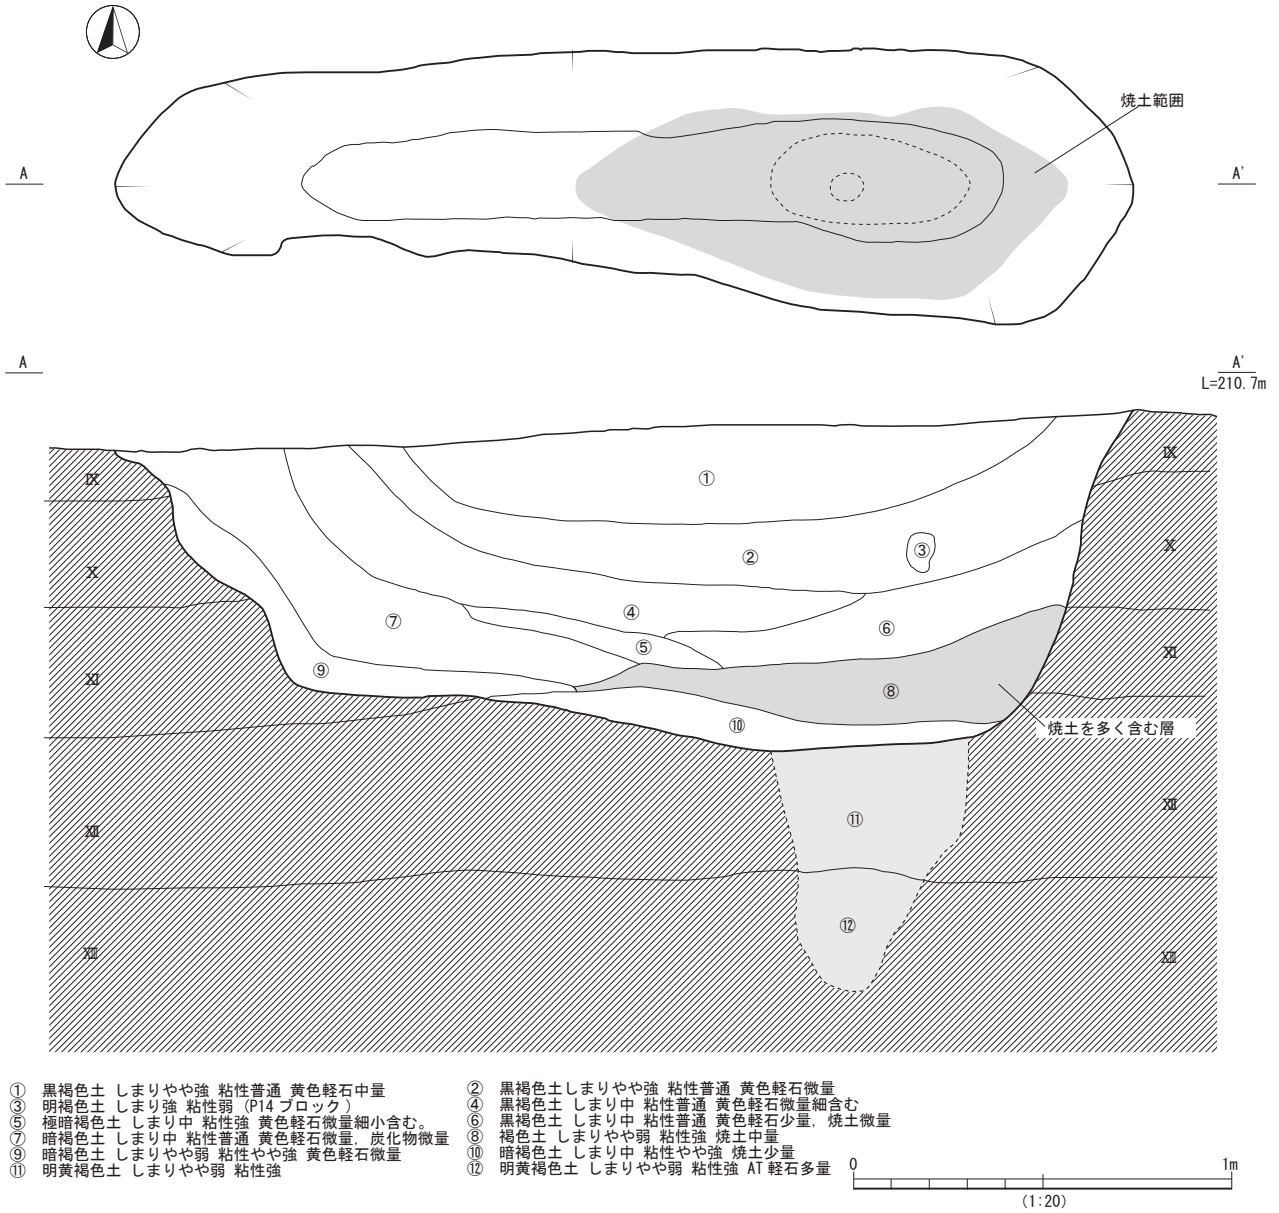 焼土範囲
A
A'
A
A'
L=210.7m
①
IX
IX
②
③
X
X
④
⑦
⑥
⑤
XI
⑨
XI
⑧
⑩
焼土を多く含む層
XII
⑪
XII
⑫
XIII
XIII
① 黒褐色土 しまりやや強 粘性普通 黄色軽石中量
② 黒褐色土しまりやや強 粘性普通 黄色軽石微量
③ 明褐色土 しまり強 粘性弱 (P14 ブロック)
④ 黒褐色土 しまり中 粘性普通 黄色軽石微量細含む
⑤ 極暗褐色土 しまり中 粘性強 黄色軽石微量細小含む。
⑥ 黒褐色土 しまり中 粘性普通 黄色軽石少量, 焼土微量
⑦ 暗褐色土 しまり中 粘性普通 黄色軽石微量, 炭化物微量
⑧ 褐色土 しまりやや弱 粘性強 焼土中量
⑨ 暗褐色土 しまりやや弱 粘性やや強 黄色軽石微量
⑩ 暗褐色土 しまり中 粘性やや強 焼土少量
⑪ 明黄褐色土 しまりやや弱 粘性強
⑫ 明黄褐色土 しまりやや弱 粘性強 AT 軽石多量
0 1m
(1:20)